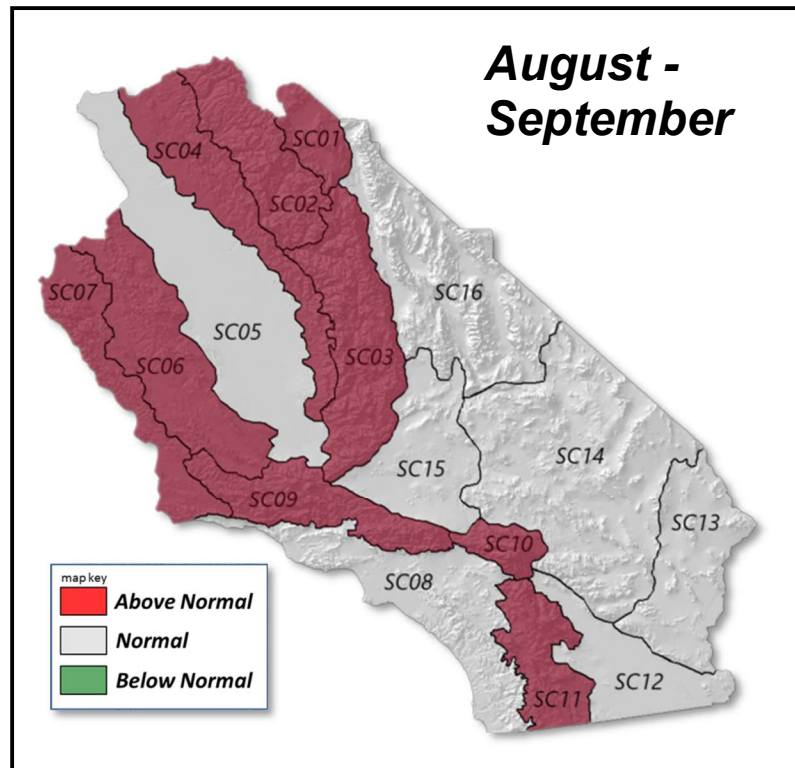 August -
September
SC01
SC04
SC02
SC07
SC16
SC05
SC06
SC03
SC15
SC14
SC09
SC13
SC10
SC08
SC12
SC11
map key
Above Normal
Normal
Below Normal